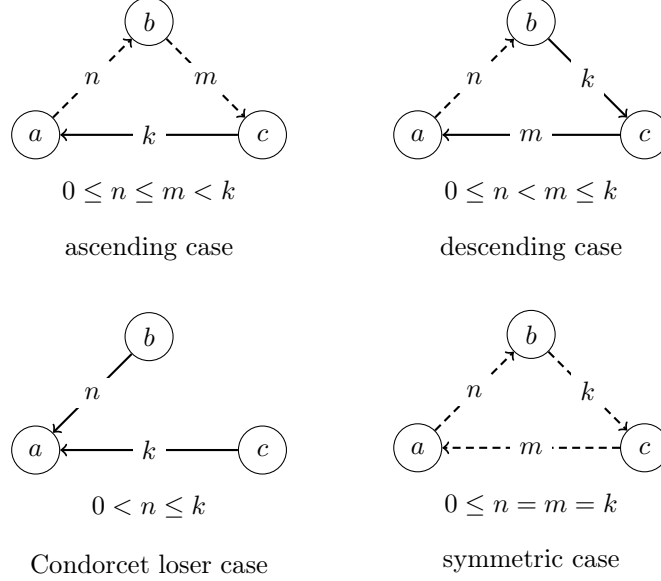 b
n
m
a
k
c
0 ≤ n ≤ m < k
ascending case
b
n
k
a
m
c
0 ≤ n < m ≤ k
descending case
b
n
a
k
c
0 < n ≤ k
Condorcet loser case
b
n
k
a
m
c
0 ≤ n = m = k
symmetric case